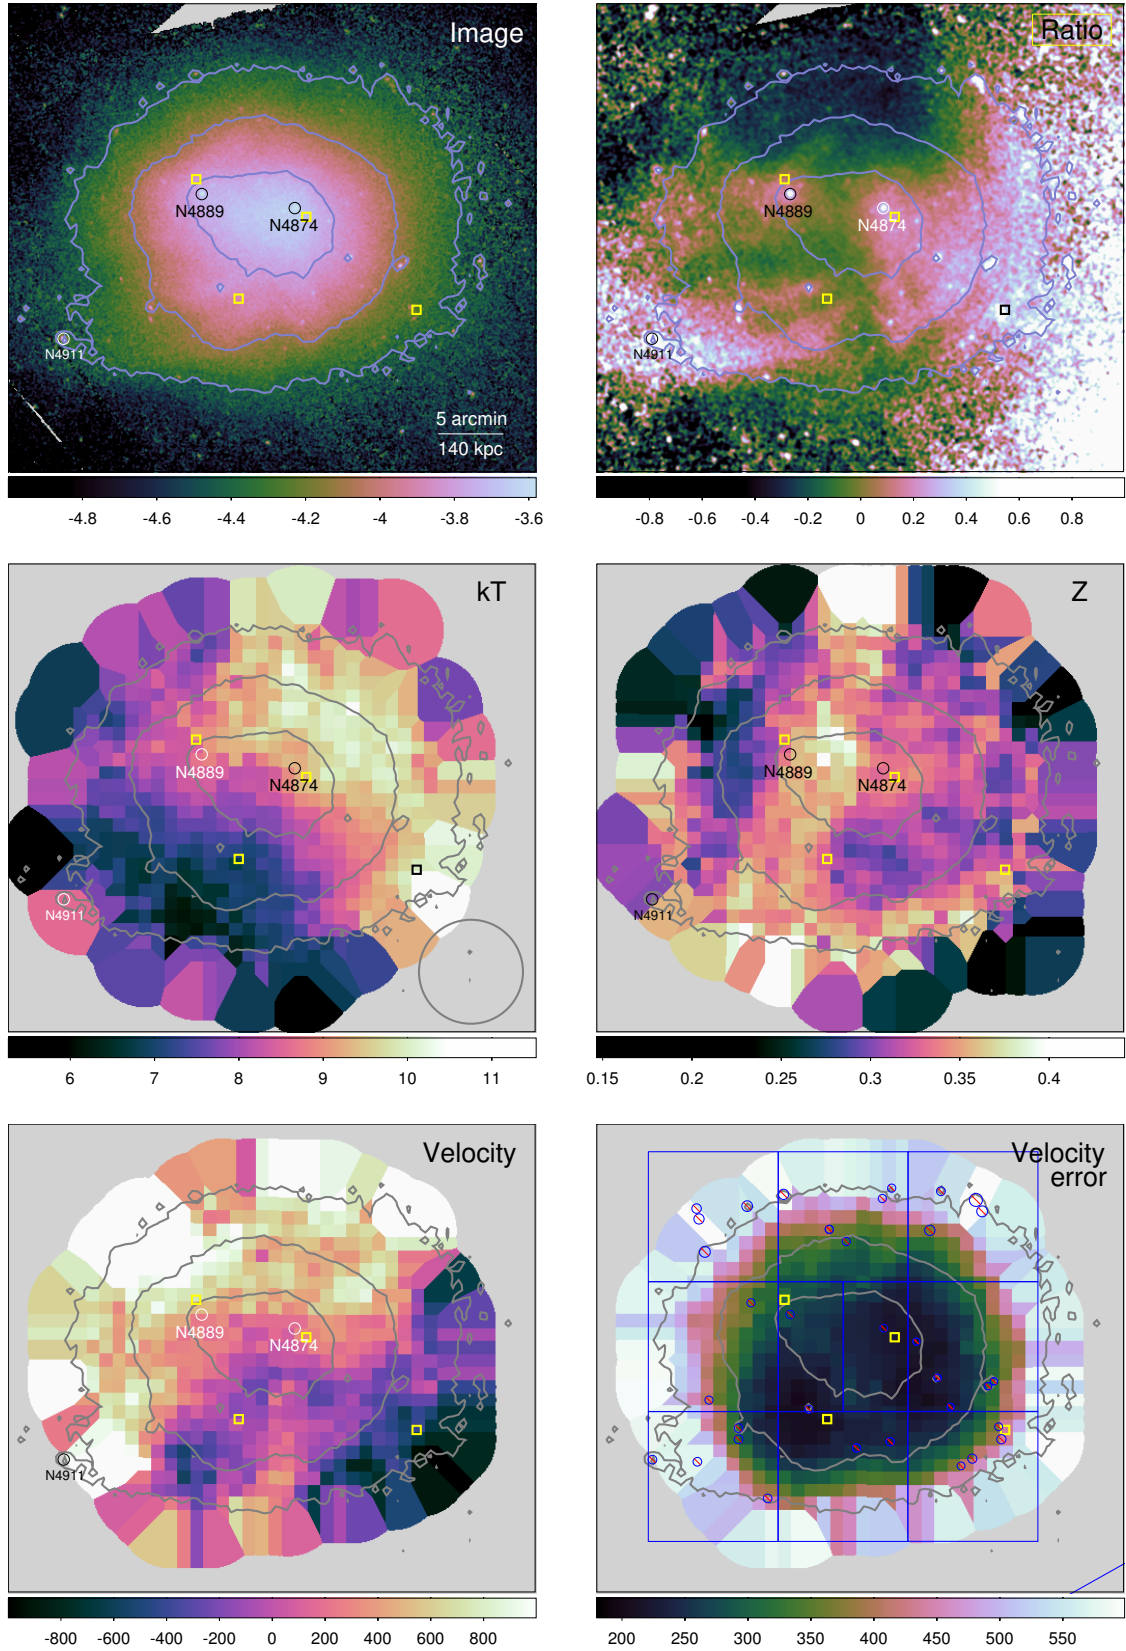 Image
N4889
N4874
N4911
5 arcmin
140 kpc
-4.8 -4.6 -4.4 -4.2 -4 -3.8 -3.6
Ratio
N4889
N4874
N4911
-0.8 -0.6 -0.4 -0.2 0 0.2 0.4 0.6 0.8
kT
N4889
N4874
N4911
6 7 8 9 10 11
Z
N4889
N4874
N4911
0.15 0.2 0.25 0.3 0.35 0.4
Velocity
N4889
N4874
N4911
-800 -600 -400 -200 0 200 400 600 800
Velocity
error
200 250 300 350 400 450 500 550